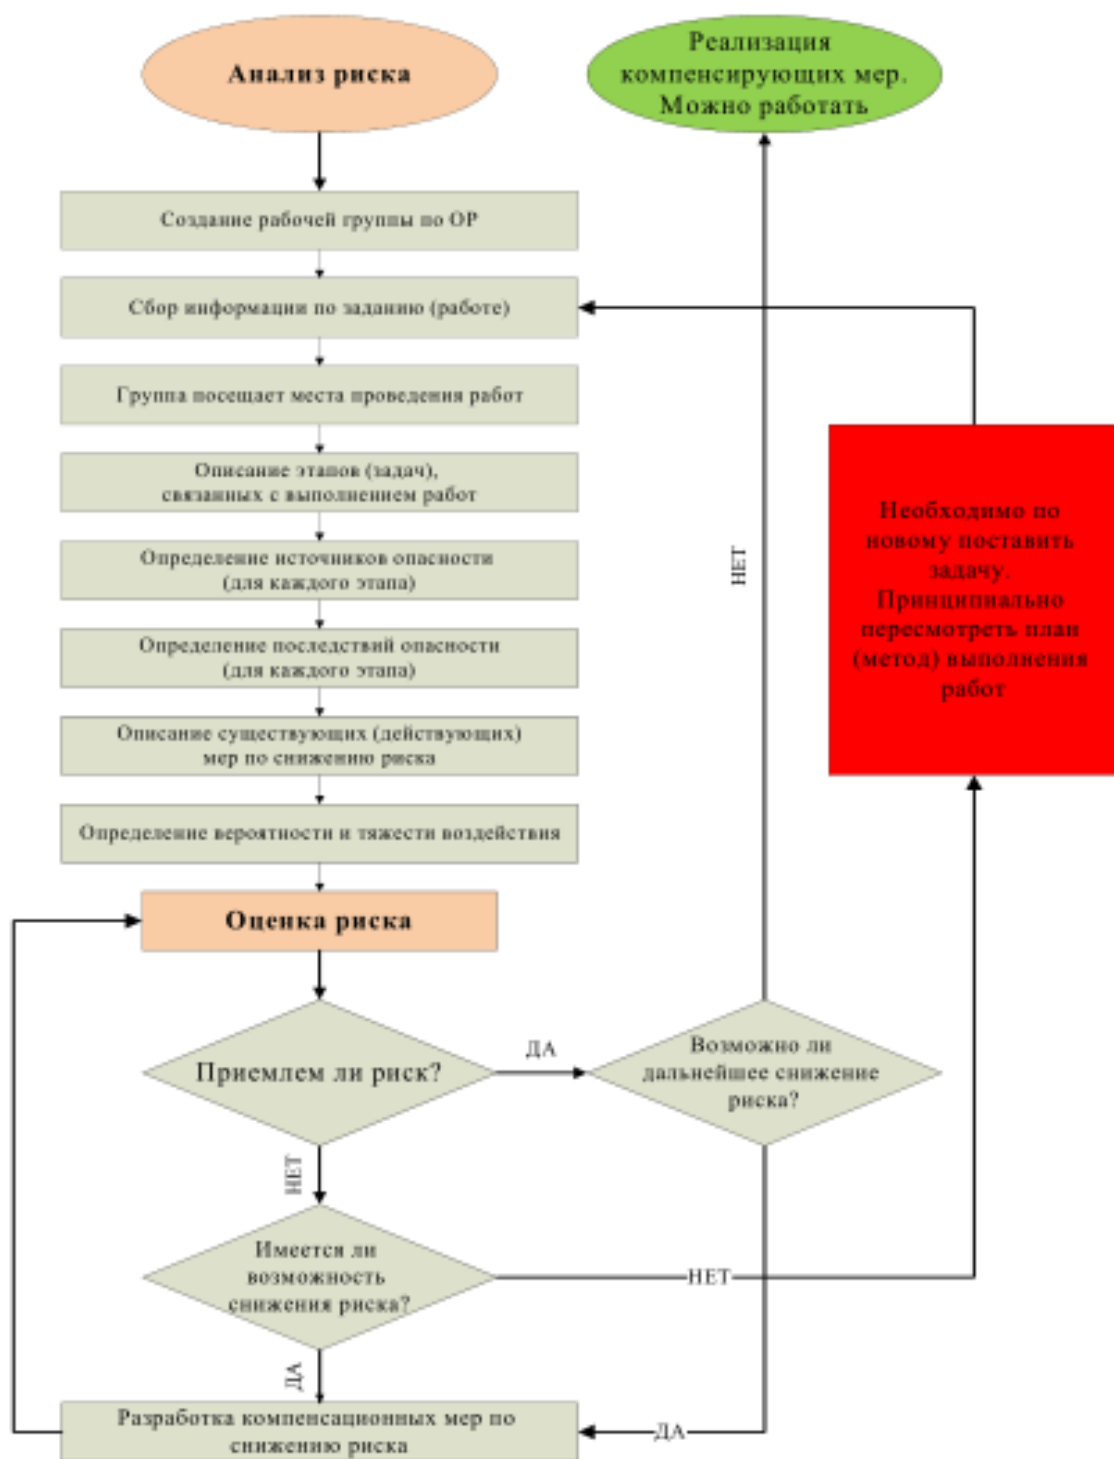 Анализ риска
Реализация
компенсирующих мер.
Можно работать
Создание рабочей группы по ОР
Сбор информации по заданию (работе)
Группа посещает места проведения работ
Описание этапов (задач),
связанных с выполнением работ
Определение источников опасности
(для каждого этапа)
Определение последствий опасности
(для каждого этапа)
Описание существующих (действующих)
мер по снижению риска
Определение вероятности и тяжести воздействия
Оценка риска
Приемлем ли риск?
ДА
Возможно ли
дальнейшее снижение
риска?
НЕТ
Необходимо по
новому поставить
задачу.
Принципиально
пересмотреть план
(метод) выполнения
работ
НЕТ
Имеется ли
возможность
снижения риска?
НЕТ
ДА
Разработка компенсационных мер по
снижению риска
ДА